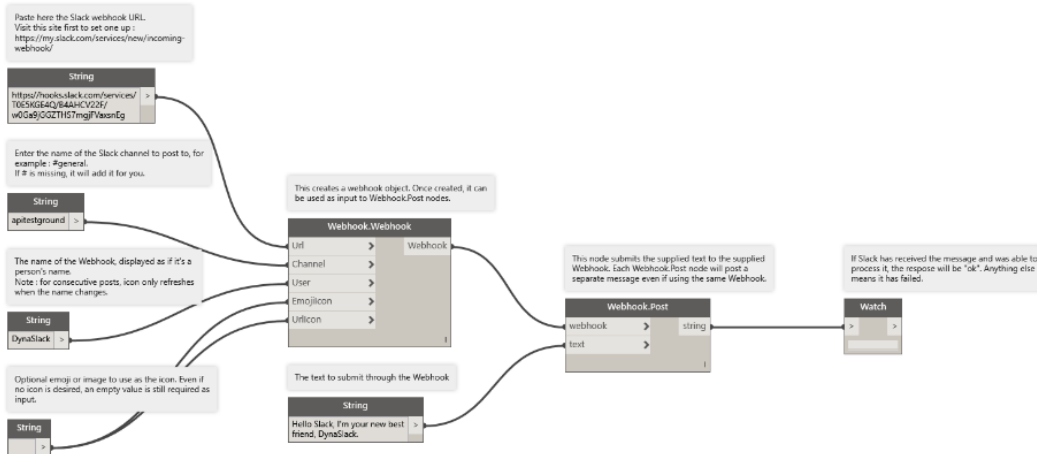 Paste here the Slack webhook URL.
Visit this site first to set one up :
https://my.slack.com/services/new/incoming-
webhook/
String
https://hooks.slack.com/services/
T0E5KGE4Q/B4AHCV22F/
w0Ga9jGGZTHS7mgjFVaxsnEg
>
Enter the name of the Slack channel to post to, for
example : #general.
If # is missing, it will add it for you.
String
apitestground >
The name of the Webhook, displayed as if it's a
person's name.
Note : for consecutive posts, icon only refreshes
when the name changes.
String
DynaSlack >
Optional emoji or image to use as the icon. Even if
no icon is desired, an empty value is still required as
input.
String
>
This creates a webhook object. Once created, it can
be used as input to Webhook.Post nodes.
Webhook.Webhook
Url > Webhook
Channel >
User >
EmojiIcon >
UrlIcon >
l
The text to submit through the Webhook
String
Hello Slack, I'm your new best >
friend, DynaSlack.
This node submits the supplied text to the supplied
Webhook. Each Webhook.Post node will post a
separate message even if using the same Webhook.
Webhook.Post
webhook > string
text >
l
If Slack has received the message and was able to
process it, the respose will be "ok". Anything else
means it has failed.
Watch
> >